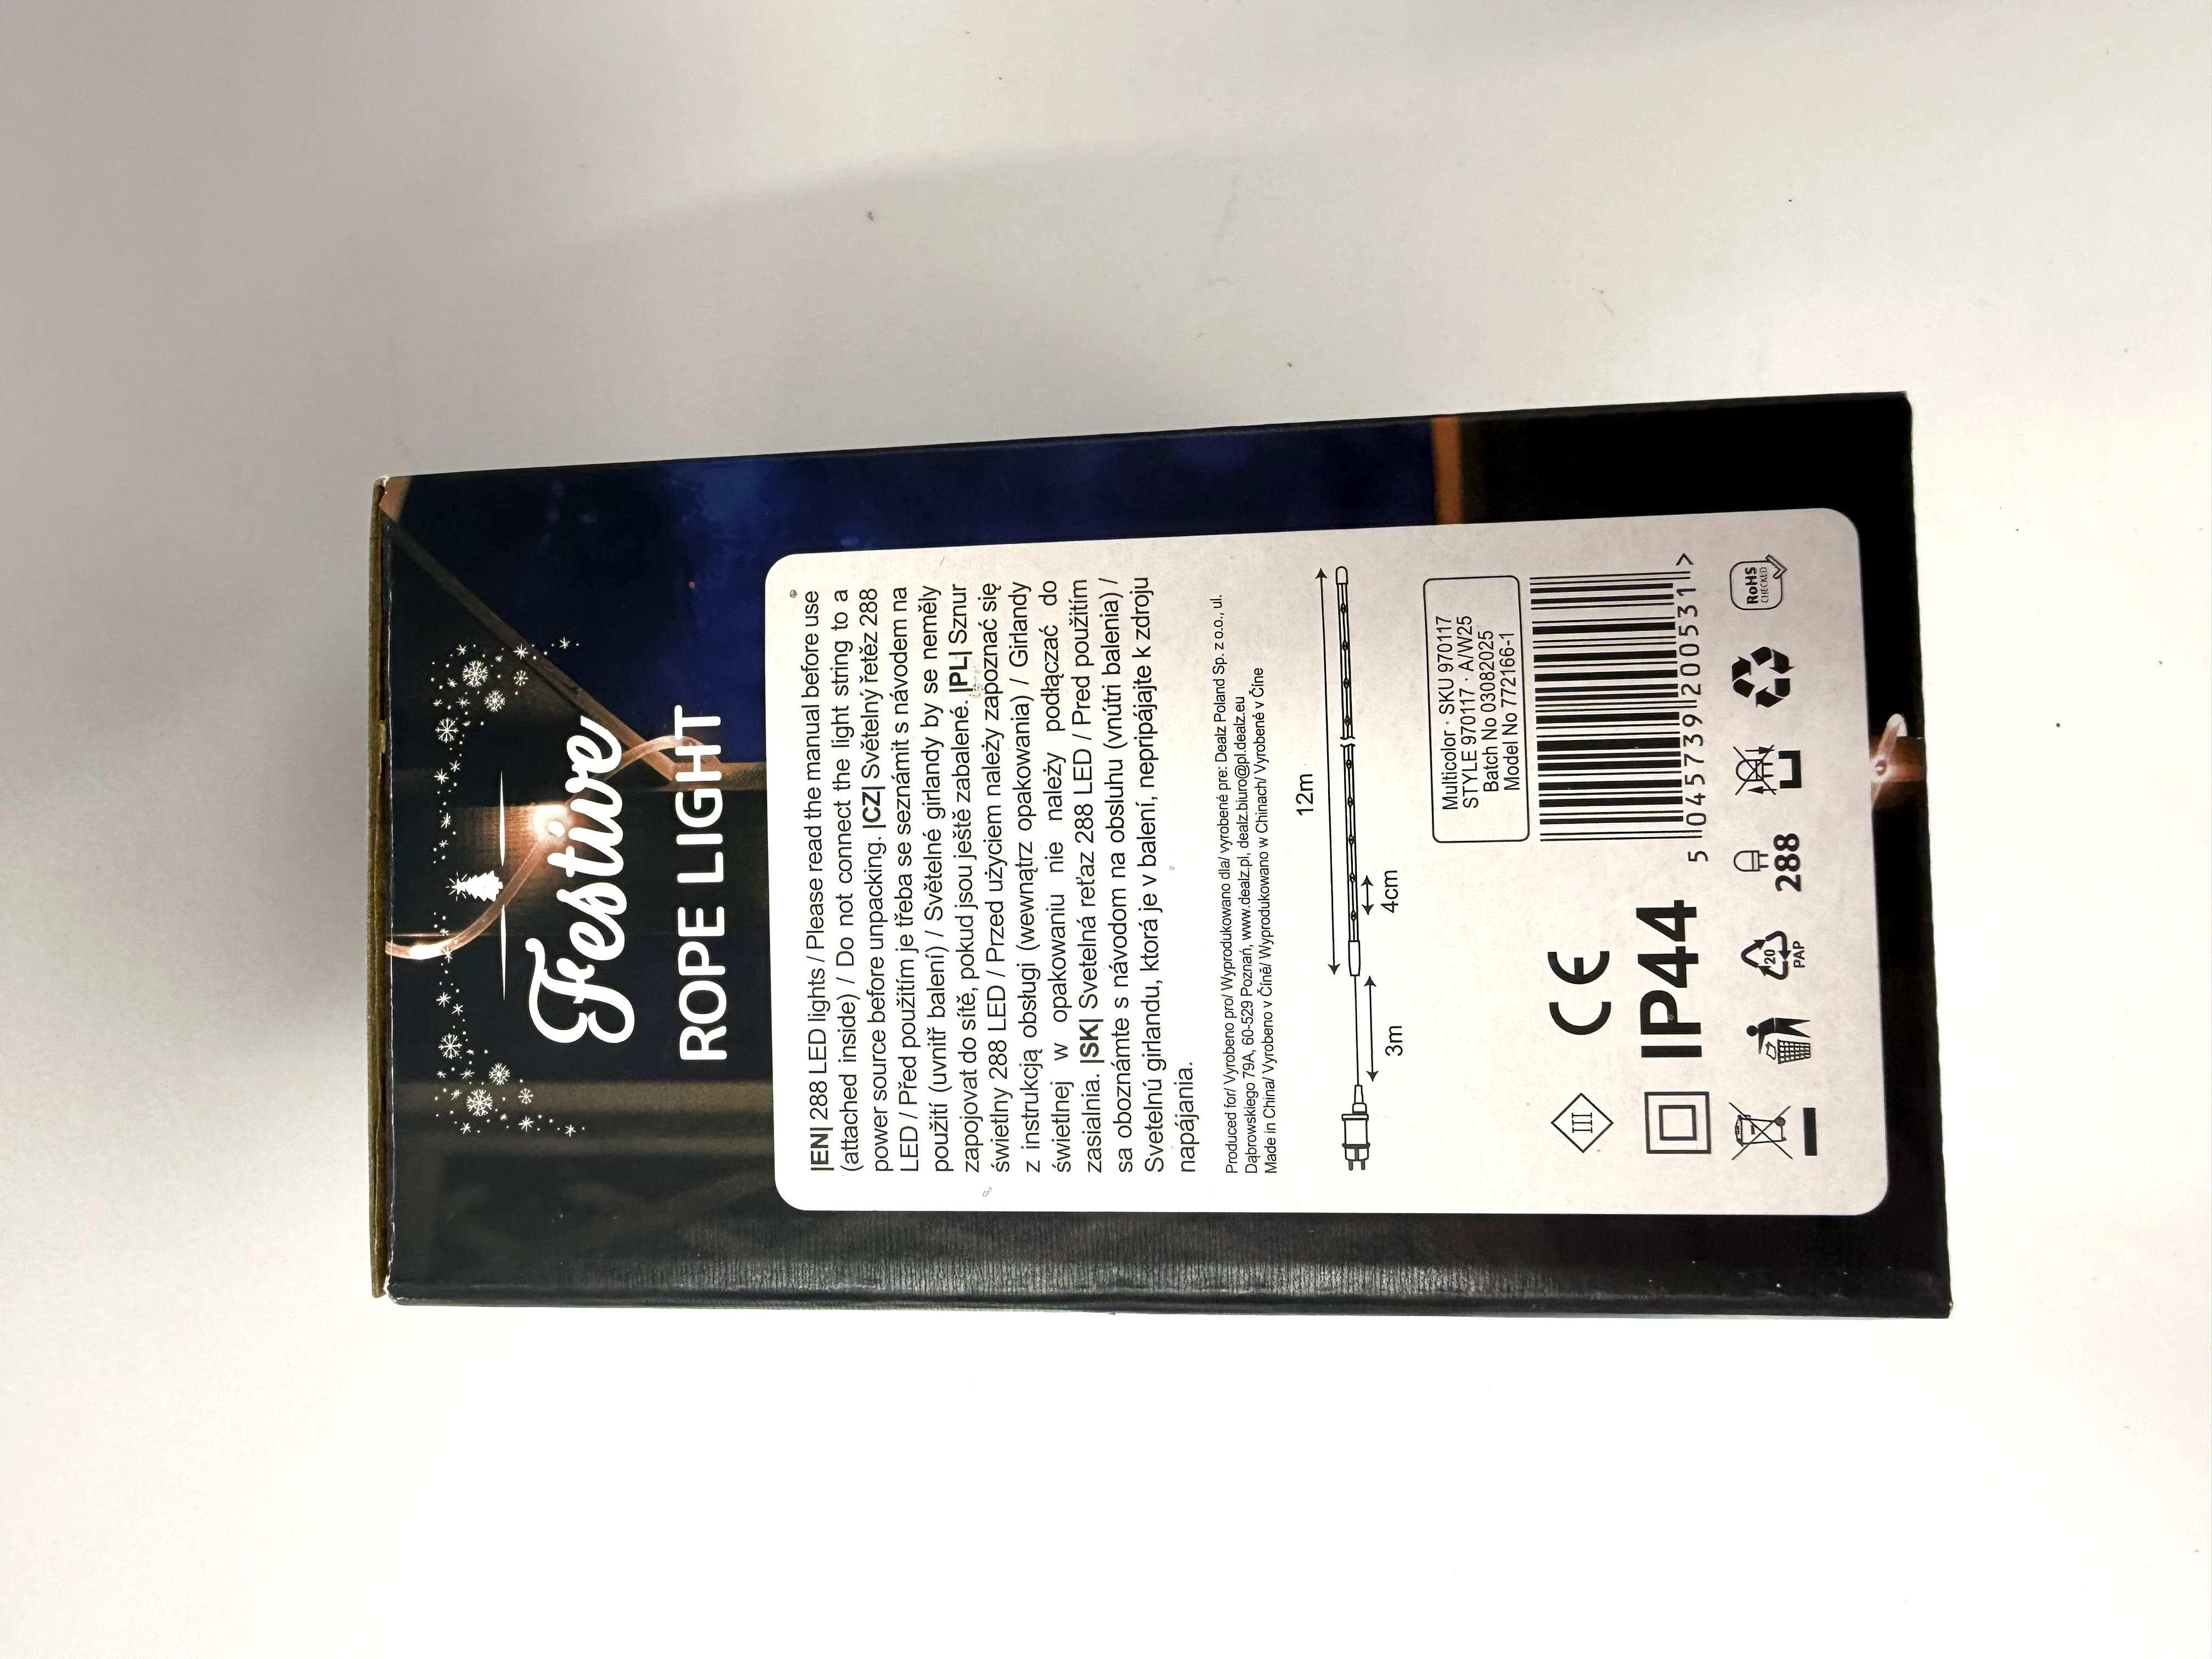 Festive
ROPE LIGHT
|EN| 288 LED lights / Please read the manual before use
(attached inside) / Do not connect the light string to a
power source before unpacking. |CZ| Světelný řetěz 288
LED / Před použitím je třeba se seznámit s návodem na
použití (uvnitř balení) / Světelné girlandy by se neměly
zapojovat do sítě, pokud jsou ještě zabalené. |PL| Sznur
świetlny 288 LED / Przed użyciem należy zapoznać się
z instrukcją obsługi (wewnątrz opakowania) / Girlandy
świetlnej w opakowaniu nie należy podłączać do
zasialnia. |SK| Svetelná reťaz 288 LED / Pred použitím
sa oboznámte s návodom na obsluhu (vnútri balenia) /
Svetelnú girlandu, ktorá je v balení, nepripájajte k zdroju
napájania.
Produced for/ Vyrobeno pro/ Wyprodukowano dla/ vyrobené pre: Dealz Poland Sp. z o.o., ul.
Dąbrowskiego 79A, 60-529 Poznań, www.dealz.pl, dealz.biuro@pl.dealz.eu
Made in China/ Vyrobeno v Číně/ Wyprodukowano w Chinach/ Vyrobené v Číne
12m
3m
4cm
Multicolor · SKU 970117
STYLE 970117 · A/W25
Batch No 03082025
Model No 772166-1
III
CE
5 045739 200531 >
IP44
20
PAP
288
RoHS
CHECKED